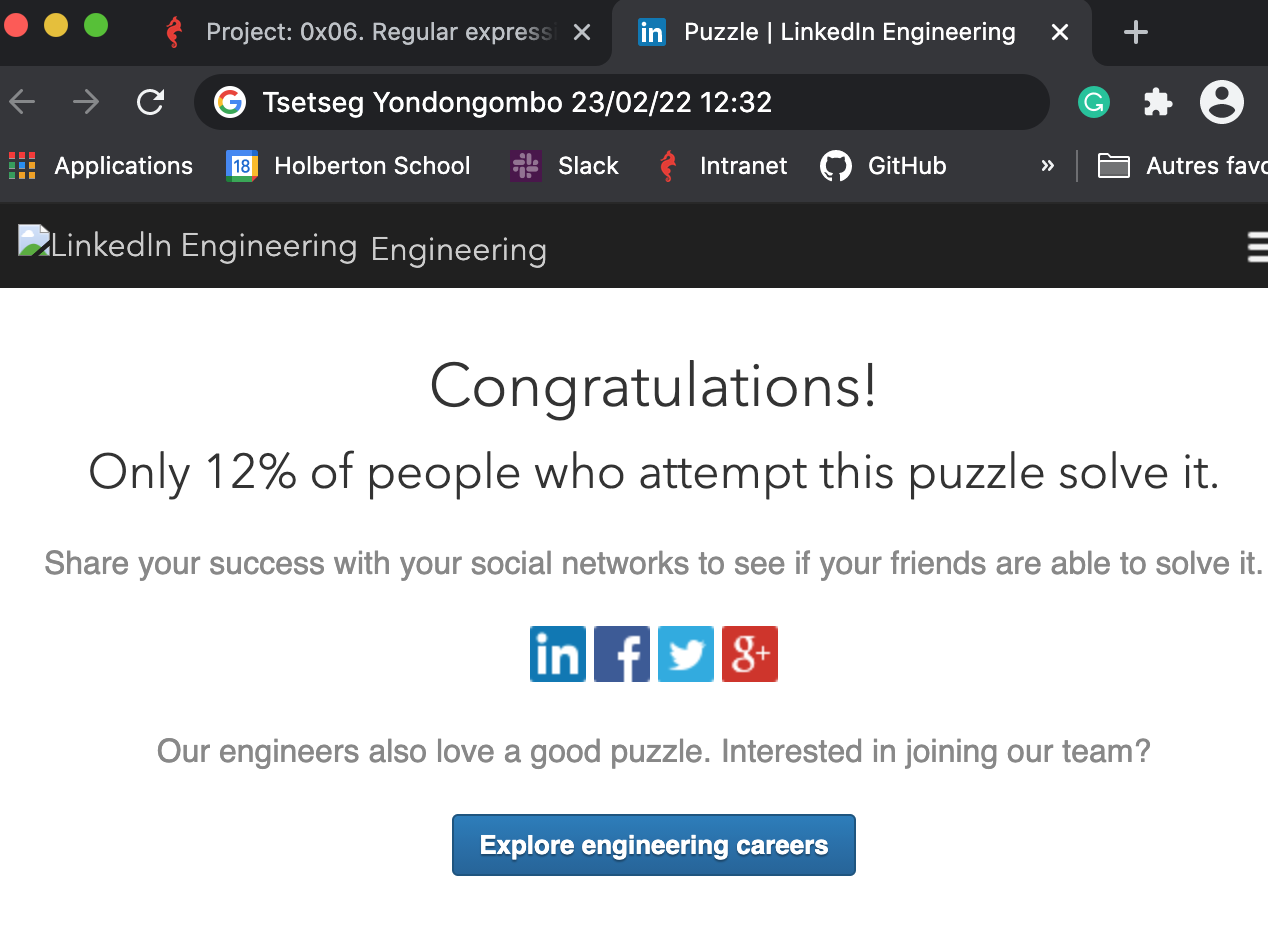 Project: 0x06. Regular expressi
Puzzle | LinkedIn Engineering
Tsetseg Yondongombo 23/02/22 12:32
Applications
18
Holberton School
Slack
Intranet
GitHub
»
Autres favo
LinkedIn Engineering Engineering
Congratulations!
Only 12% of people who attempt this puzzle solve it.
Share your success with your social networks to see if your friends are able to solve it.
in f g+
Our engineers also love a good puzzle. Interested in joining our team?
Explore engineering careers